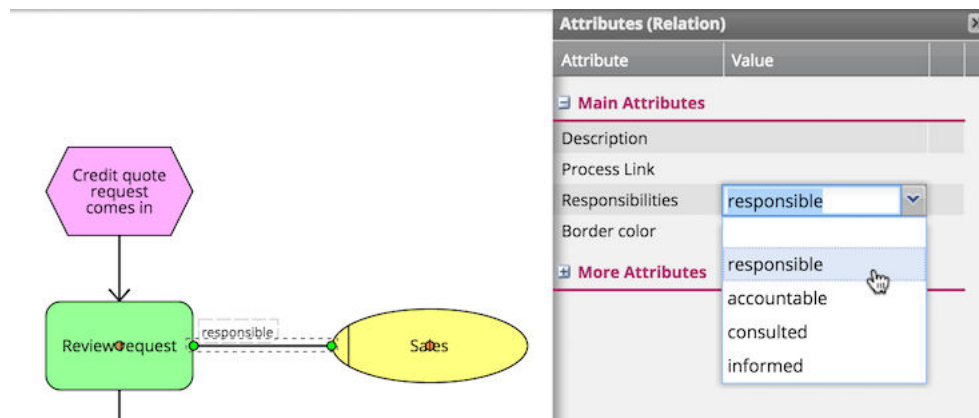 Attributes (Relation)
Attribute Value
Main Attributes
Description
Process Link
Responsibilities responsible
Border color
responsible
More Attributes
accountable
consulted
informed
Credit quote
request
comes in
Review request
responsible
Sales